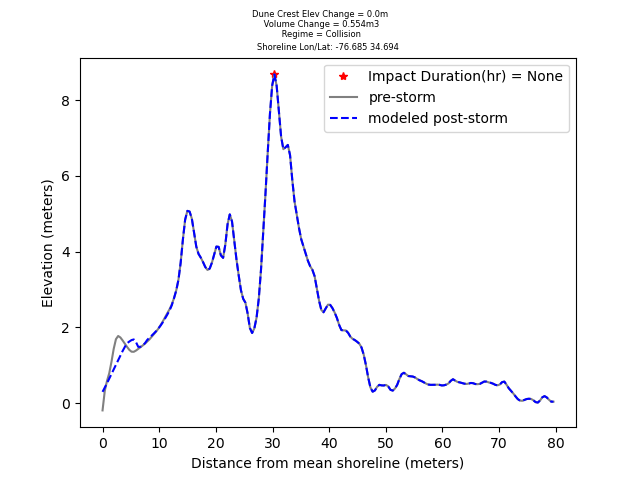 Dune Crest Elev Change = 0.0m
Volume Change = 0.554m3
Regime = Collision
Shoreline Lon/Lat: -76.685 34.694
Impact Duration(hr) = None
pre-storm
modeled post-storm
Elevation (meters)
8
6
4
2
0
0 10 20 30 40 50 60 70 80
Distance from mean shoreline (meters)